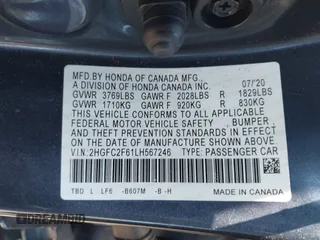 MFD. BY HONDA OF CANADA MFG.,
A DIVISION OF HONDA CANADA INC. 07/'20
GVWR 3769LBS GAWR F 2028LBS R 1829LBS
GVWR 1710KG GAWR F 920KG R 830KG
THIS VEHICLE CONFORMS TO ALL APPLICABLE
FEDERAL MOTOR VEHICLE SAFETY, BUMPER,
AND THEFT PREVENTION STANDARDS IN EFFECT ON
THE DATE OF MANUFACTURE SHOWN ABOVE.
V.I.N:2HGFC2F61LH567246 TYPE: PASSENGER CAR
TBD L LF6 -B607M -B -H MADE IN CANADA